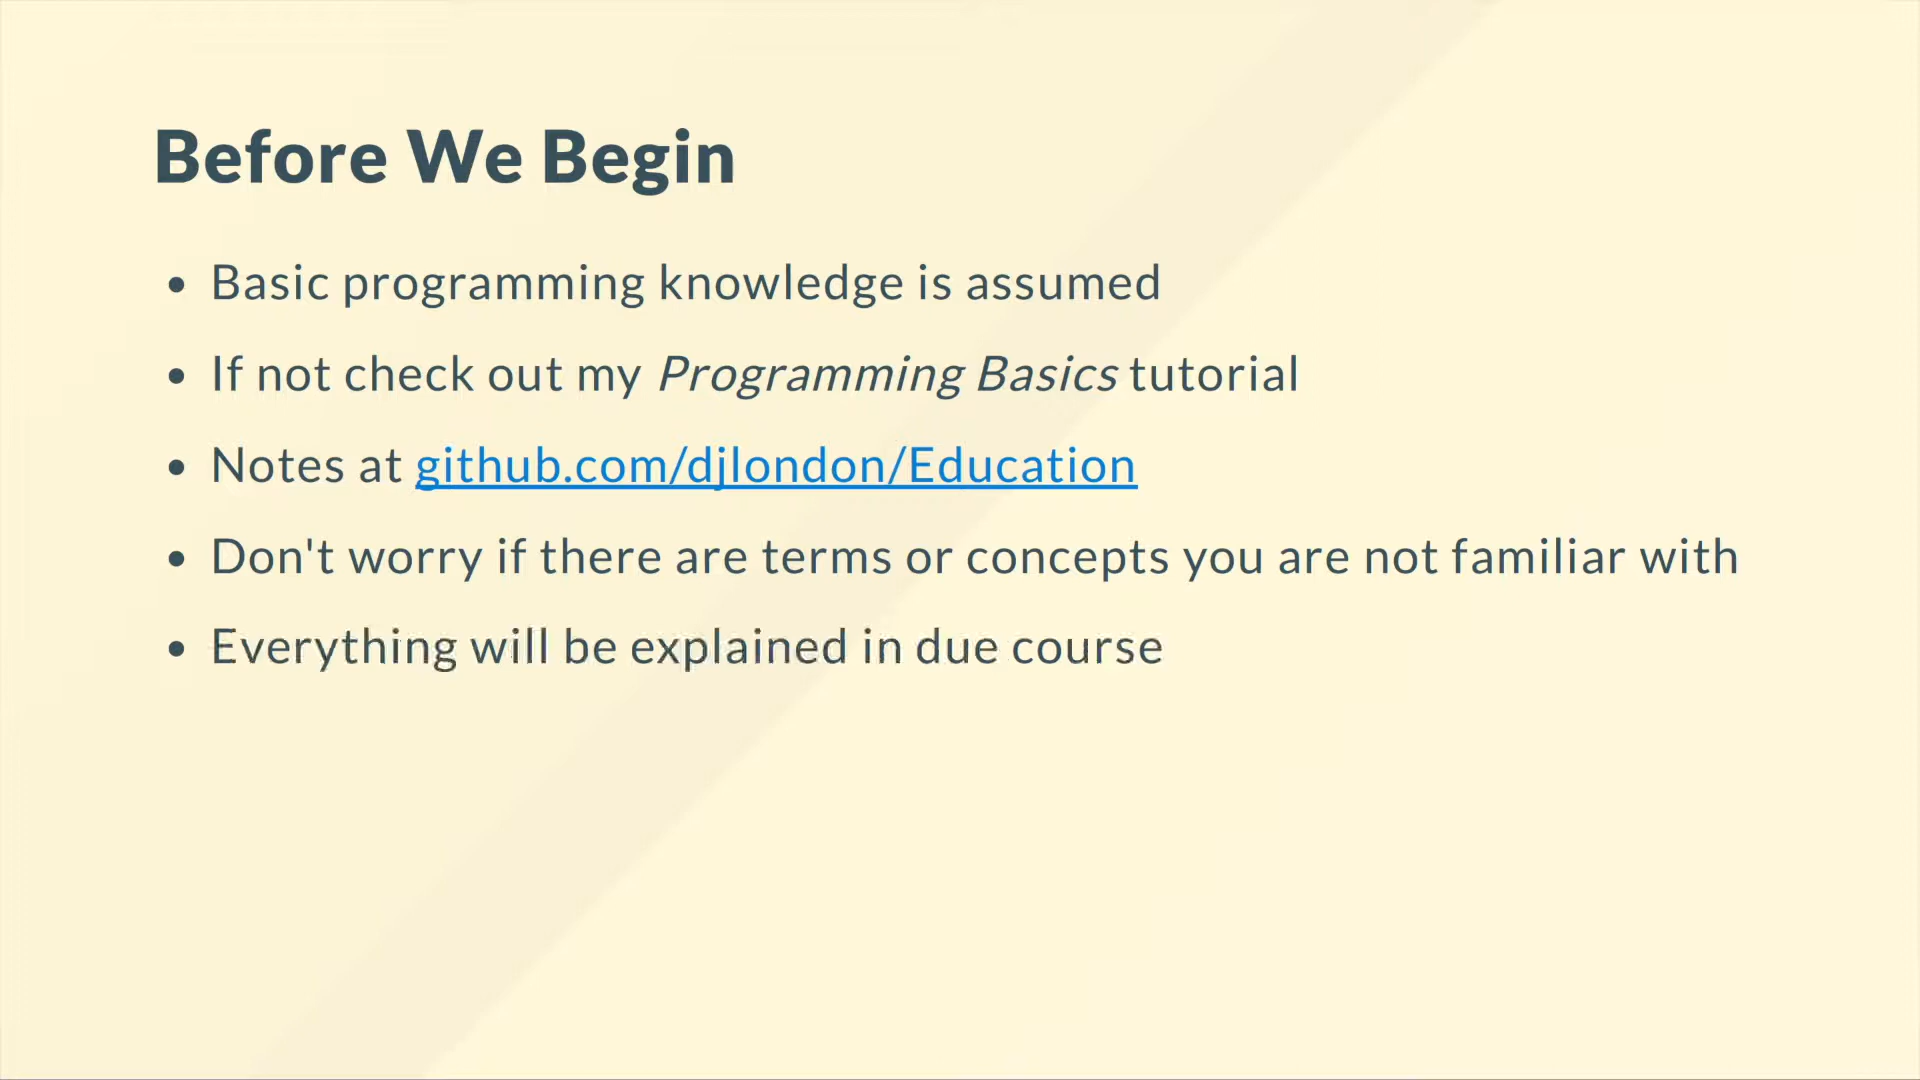 Before We Begin
• Basic programming knowledge is assumed
• If not check out my Programming Basics tutorial
• Notes at github.com/djlondon/Education
• Don't worry if there are terms or concepts you are not familiar with
• Everything will be explained in due course